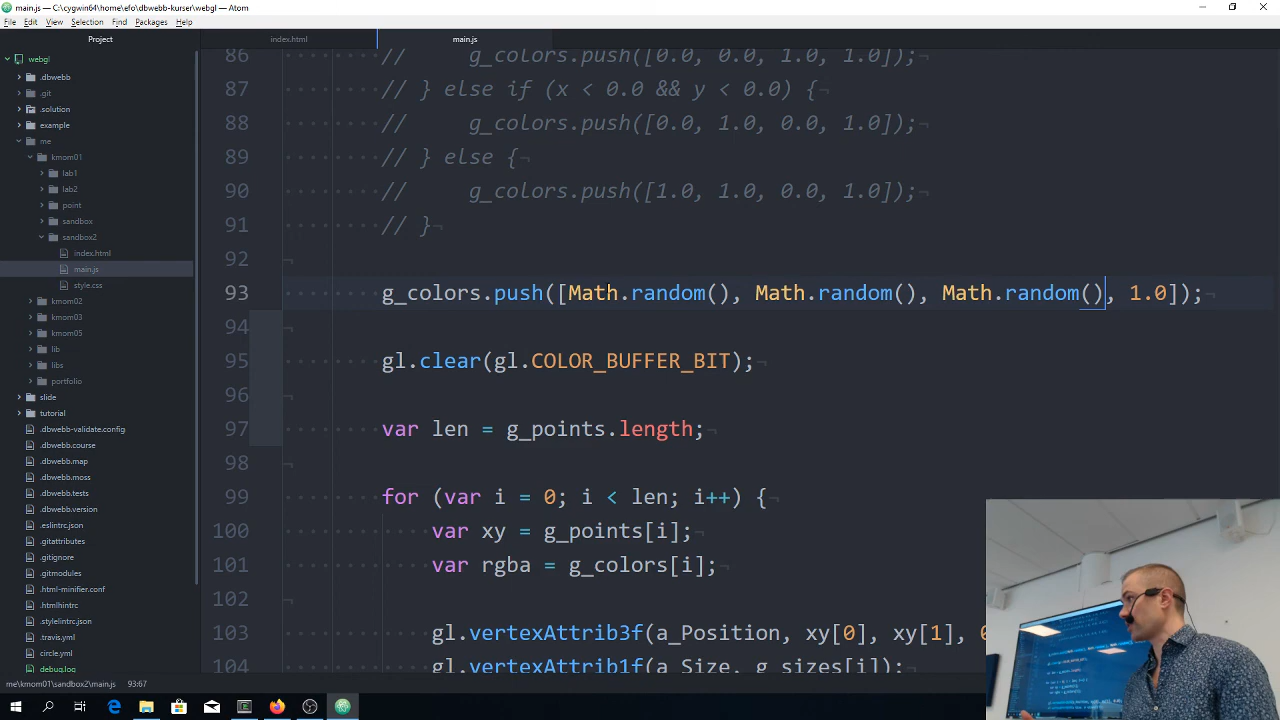 main.js — C:\cygwin64\home\efo\dbwebb-kurser\webgl — Atom
File Edit View Selection Find Packages Help
Project
index.html
main.js
webgl
.dbwebb
.git
.solution
example
me
kmom01
lab1
lab2
point
sandbox
sandbox2
index.html
main.js
style.css
kmom02
kmom03
kmom05
lib
libs
portfolio
slide
tutorial
.dbwebb-validate.config
.dbwebb.course
.dbwebb.map
.dbwebb.moss
.dbwebb.tests
.dbwebb.version
.eslintrc.json
.gitattributes
.gitignore
.gitmodules
.html-minifier.conf
.htmlhintrc
.stylelintrc.json
.travis.yml
circle.yml
debug.log
86 // g_colors.push([0.0, 0.0, 1.0, 1.0]);
87 // } else if (x < 0.0 && y < 0.0) {
88 // g_colors.push([0.0, 1.0, 0.0, 1.0]);
89 // } else {
90 // g_colors.push([1.0, 1.0, 0.0, 1.0]);
91 // }
92
93 g_colors.push([Math.random(), Math.random(), Math.random(), 1.0]);
94
95 gl.clear(gl.COLOR_BUFFER_BIT);
96
97 var len = g_points.length;
98
99 for (var i = 0; i < len; i++) {
100 var xy = g_points[i];
101 var rgba = g_colors[i];
102
103 gl.vertexAttrib3f(a_Position, xy[0], xy[1],
104 gl.vertexAttrib1f(a_Size, g_sizes[i]);
me\kmom01\sandbox2\main.js 93:67